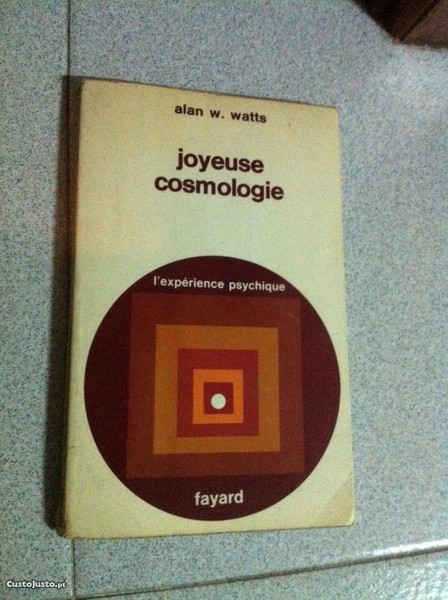 alan w. watts
joyeuse
cosmologie
l'expérience psychique
fayard
CustoJusto.pt